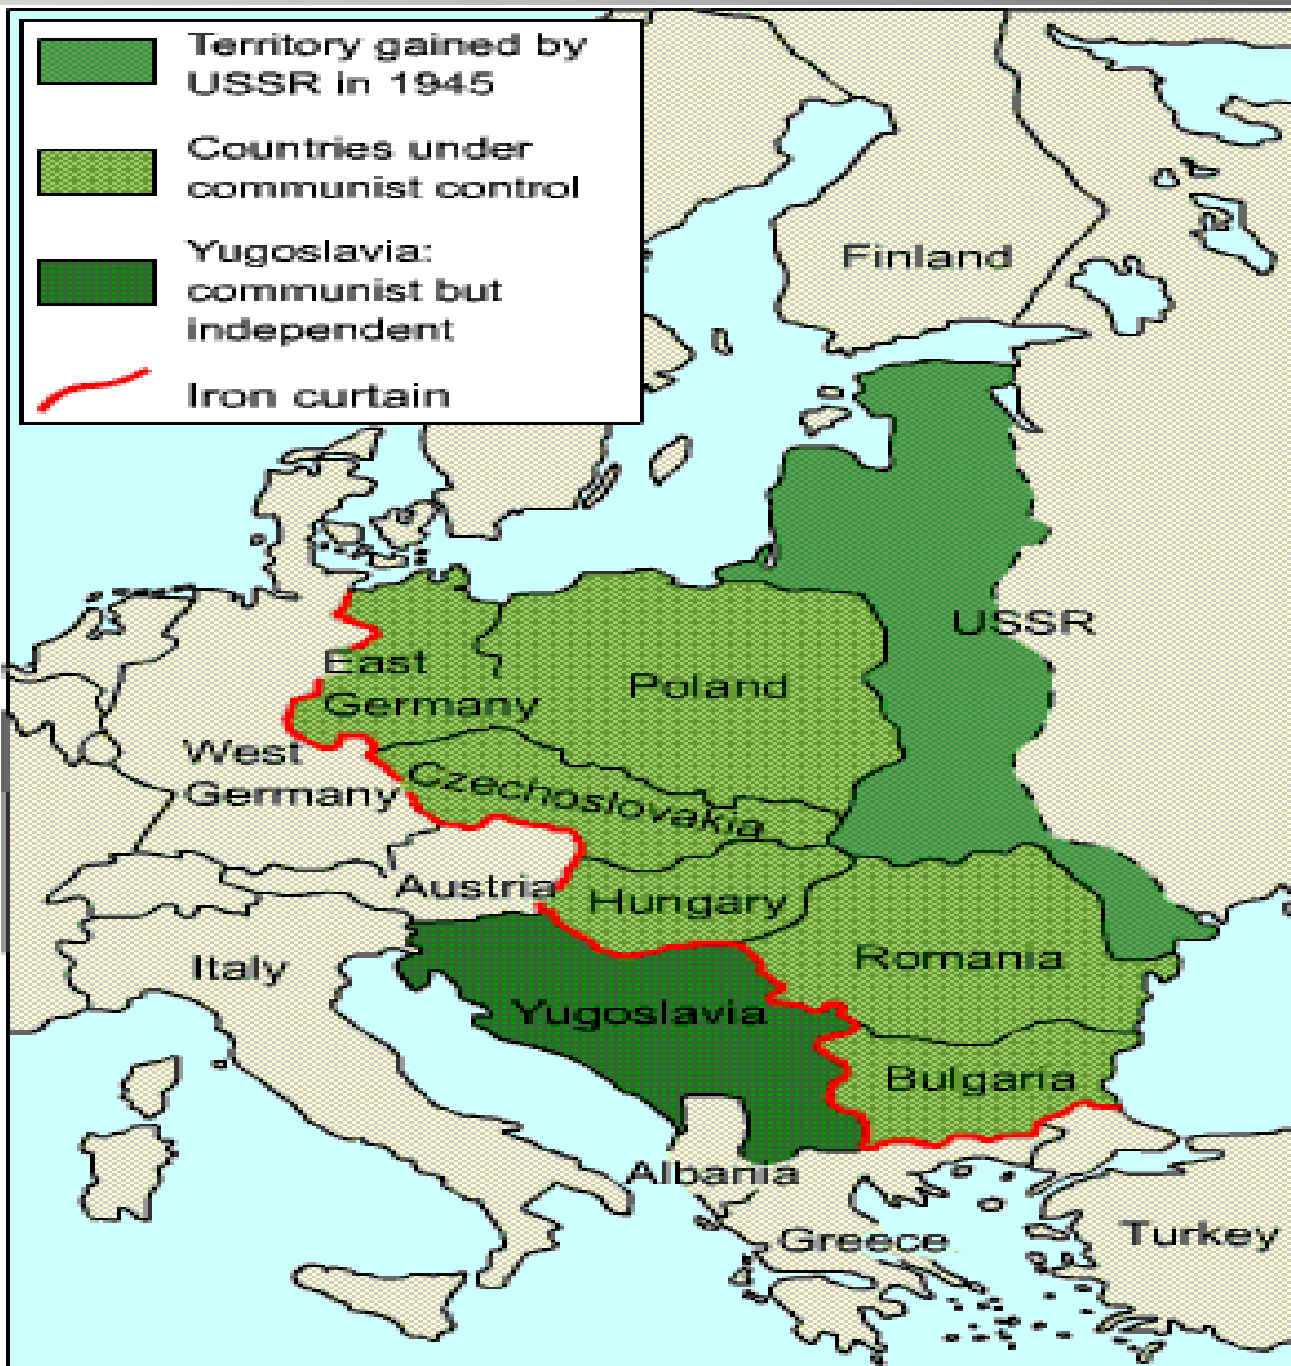 Territory gained by
USSR in 1945
Countries under
communist control
Yugoslavia:
communist but
independent
Iron curtain
Finland
USSR
East
Germany
Poland
West
Germany
Czechoslovakia
Austria
Hungary
Italy
Romania
Yugoslavia
Bulgaria
Albania
Greece
Turkey